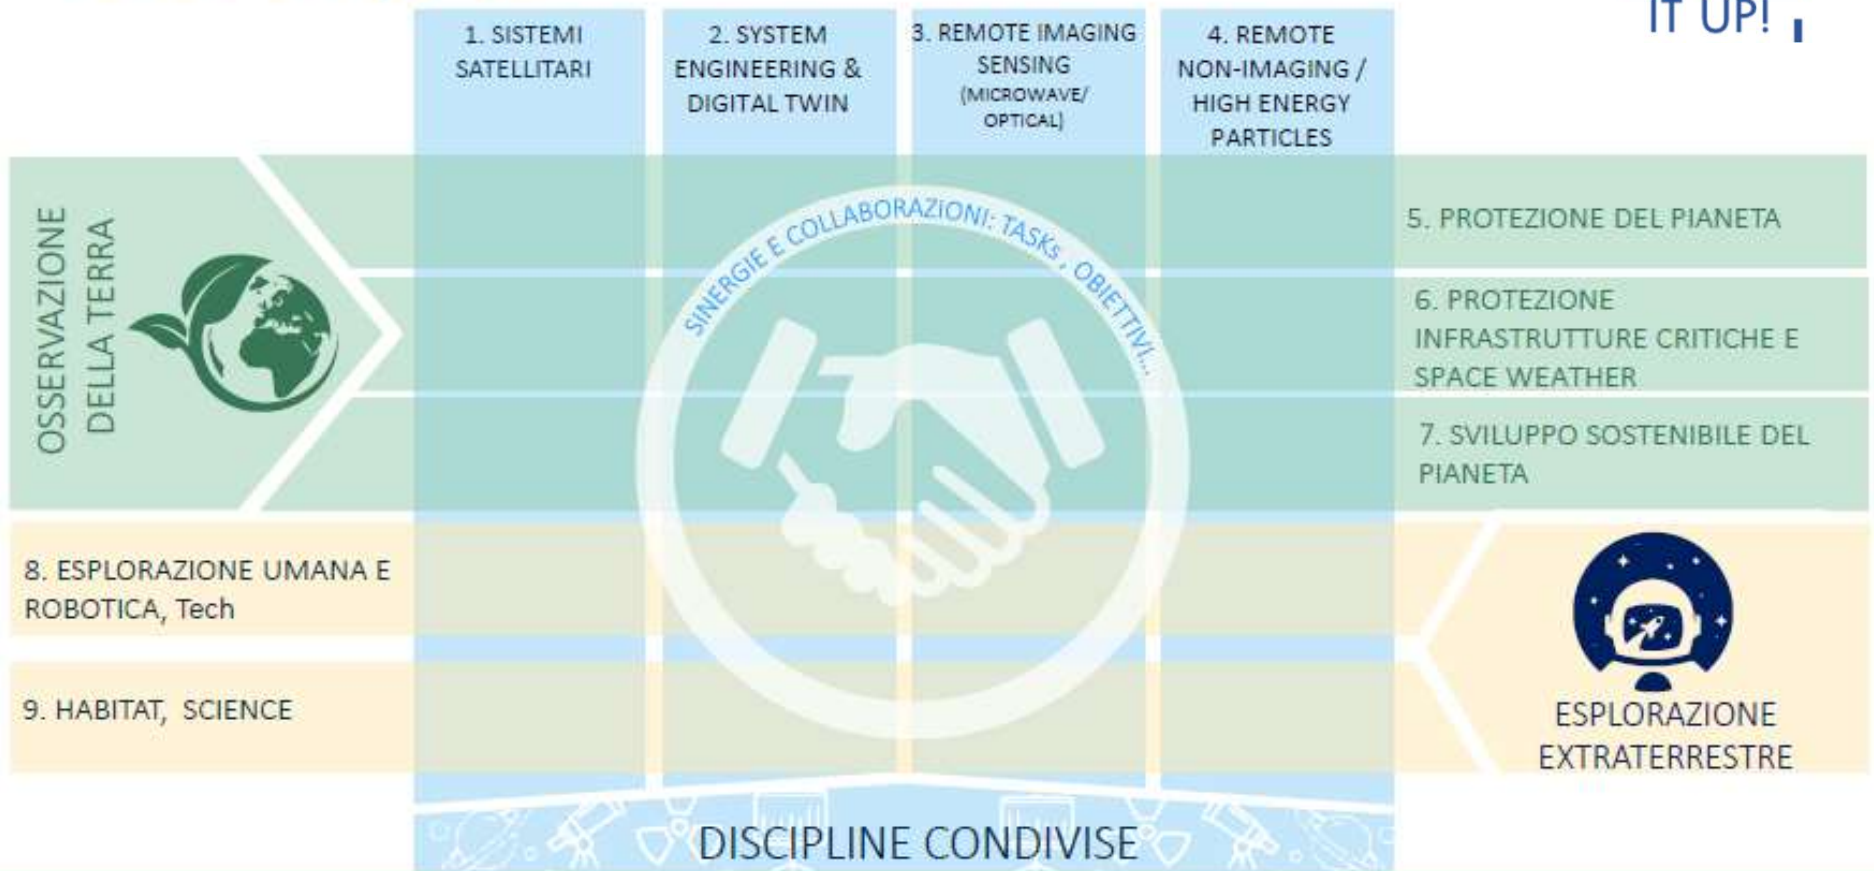 IT UP!
1. SISTEMI
SATELLITARI
2. SYSTEM
ENGINEERING &
DIGITAL TWIN
3. REMOTE IMAGING
SENSING
(MICROWAVE/
OPTICAL)
4. REMOTE
NON-IMAGING /
HIGH ENERGY
PARTICLES
OSSERVAZIONE
DELLA TERRA
SINERGIE E COLLABORAZIONI: TASKs , OBIETTIVI...
5. PROTEZIONE DEL PIANETA
6. PROTEZIONE
INFRASTRUTTURE CRITICHE E
SPACE WEATHER
7. SVILUPPO SOSTENIBILE DEL
PIANETA
8. ESPLORAZIONE UMANA E
ROBOTICA, Tech
9. HABITAT, SCIENCE
ESPLORAZIONE
EXTRATERRESTRE
DISCIPLINE CONDIVISE